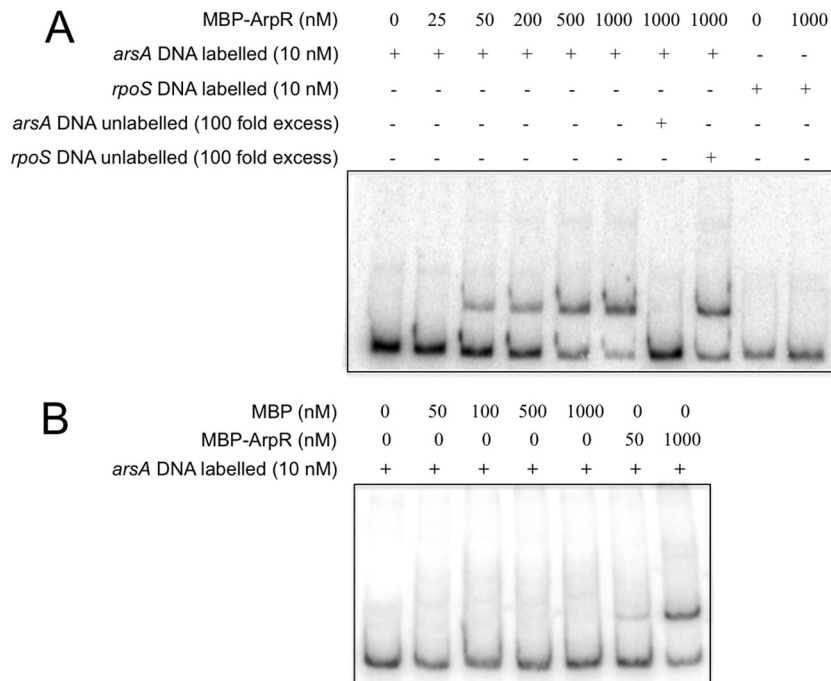 A
MBP-ArpR (nM) 0 25 50 200 500 1000 1000 1000 0 1000
arsA DNA labelled (10 nM) + + + + + + + + - -
rpoS DNA labelled (10 nM) - - - - - - - - + +
arsA DNA unlabelled (100 fold excess) - - - - - - + - - -
rpoS DNA unlabelled (100 fold excess) - - - - - - - + - -
B
MBP (nM) 0 50 100 500 1000 0 0
MBP-ArpR (nM) 0 0 0 0 0 50 1000
arsA DNA labelled (10 nM) + + + + + + +